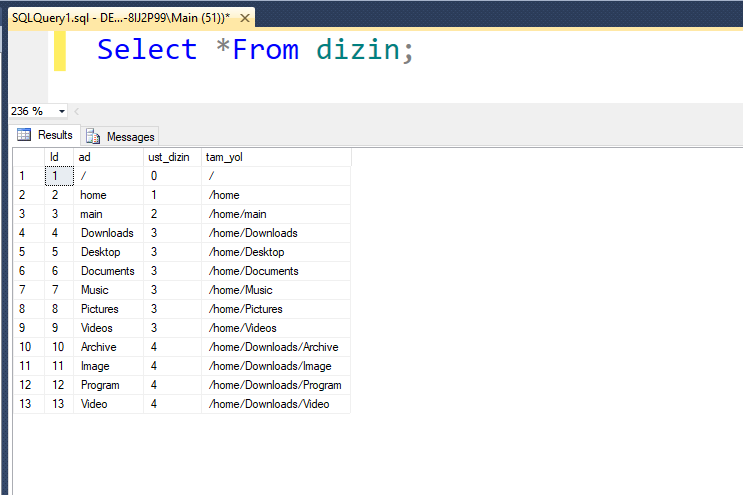 SQLQuery1.sql - DE...-8IJ2P99\Main (51))*
Select *From dizin;
236 %
Results Messages
Id ad ust_dizin tam_yol
1 1 / 0 /
2 2 home 1 /home
3 3 main 2 /home/main
4 4 Downloads 3 /home/Downloads
5 5 Desktop 3 /home/Desktop
6 6 Documents 3 /home/Documents
7 7 Music 3 /home/Music
8 8 Pictures 3 /home/Pictures
9 9 Videos 3 /home/Videos
10 10 Archive 4 /home/Downloads/Archive
11 11 Image 4 /home/Downloads/Image
12 12 Program 4 /home/Downloads/Program
13 13 Video 4 /home/Downloads/Video